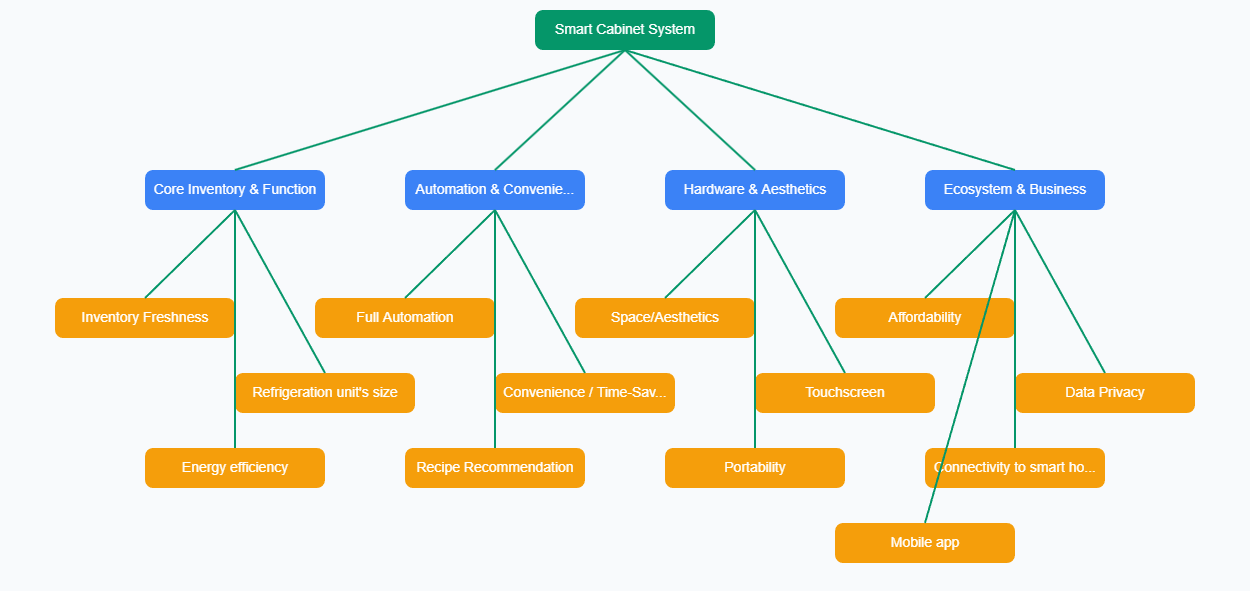 Smart Cabinet System
Core Inventory & Function
Automation & Convenie...
Hardware & Aesthetics
Ecosystem & Business
Inventory Freshness
Full Automation
Space/Aesthetics
Affordability
Refrigeration unit's size
Convenience / Time-Sav...
Touchscreen
Data Privacy
Energy efficiency
Recipe Recommendation
Portability
Connectivity to smart ho...
Mobile app